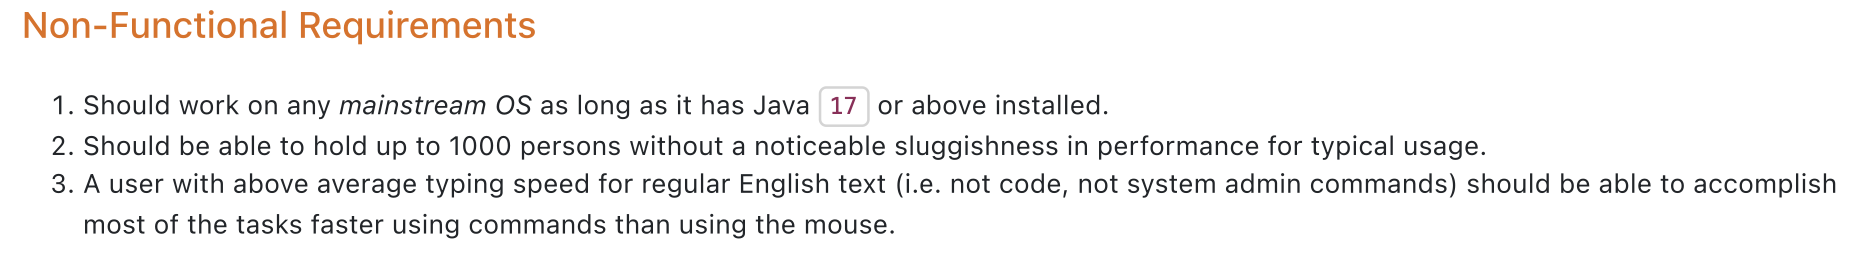 Non-Functional Requirements
1. Should work on any mainstream OS as long as it has Java 17 or above installed.
2. Should be able to hold up to 1000 persons without a noticeable sluggishness in performance for typical usage.
3. A user with above average typing speed for regular English text (i.e. not code, not system admin commands) should be able to accomplish
most of the tasks faster using commands than using the mouse.